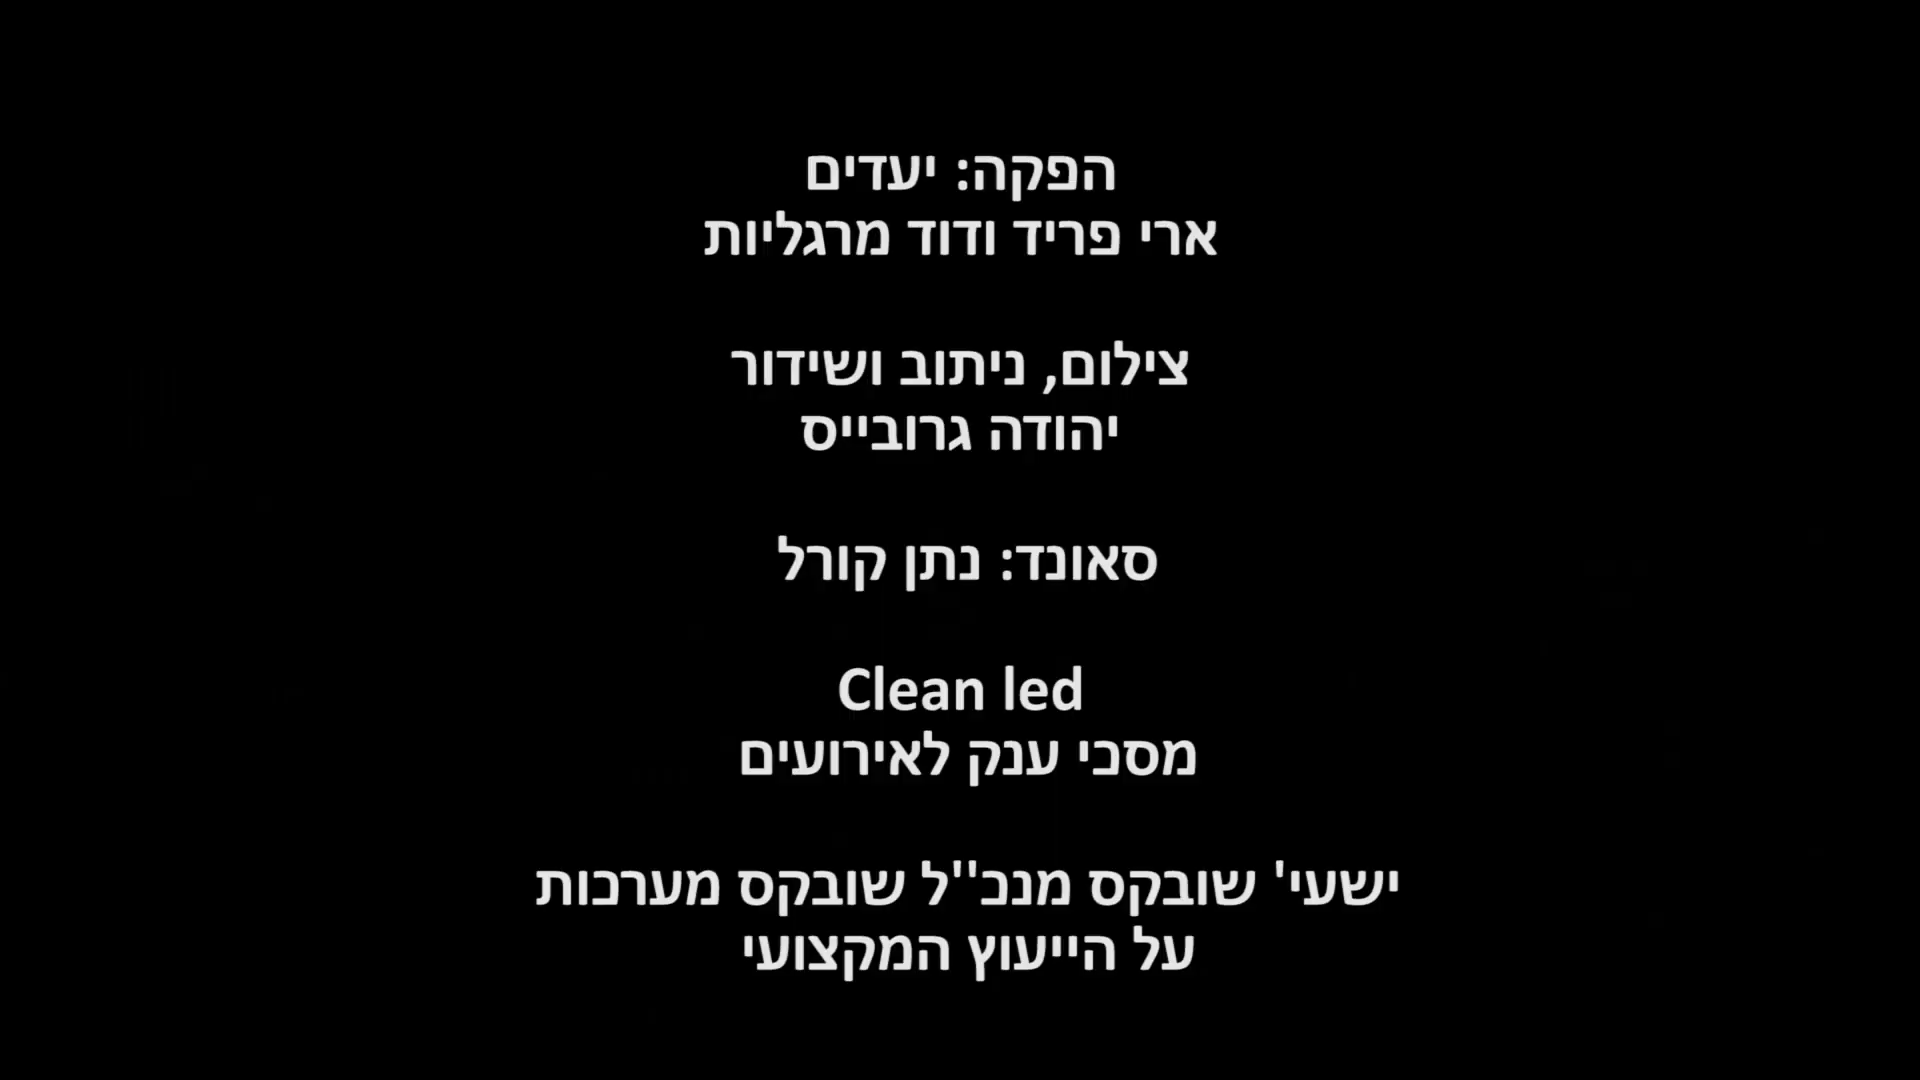 הפקה: יעדים
ארי פריד ודוד מרגליות
צילום, ניתוב ושידור
יהודה גרובייס
סאונד: נתן קורל
Clean led
מסכי ענק לאירועים
ישעי' שובקס מנכ''ל שובקס מערכות
על הייעוץ המקצועי